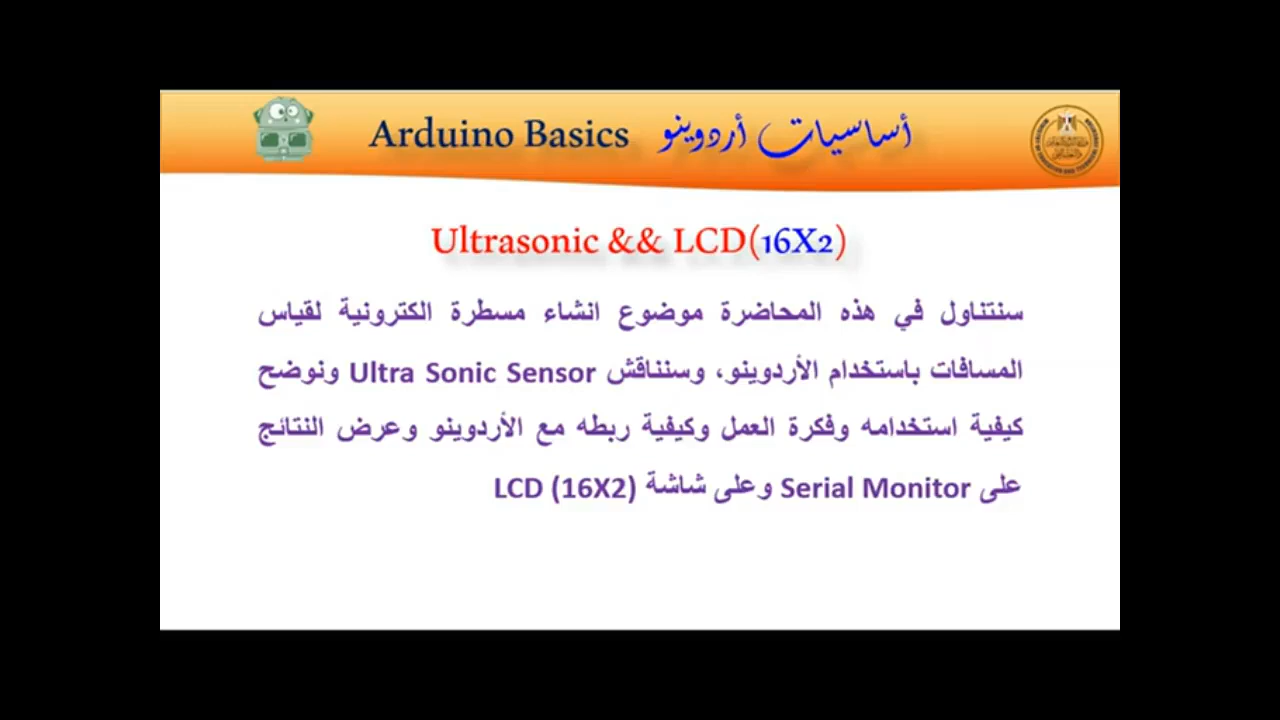 Arduino Basics أساسيات أردوينو
Ultrasonic && LCD(16X2)
سنتناول في هذه المحاضرة موضوع انشاء مسطرة الكترونية لقياس
المسافات باستخدام الأردوينو، وسنناقش Ultra Sonic Sensor ونوضح
كيفية استخدامه وفكرة العمل وكيفية ربطه مع الأردوينو وعرض النتائج
على Serial Monitor وعلى شاشة LCD (16X2)